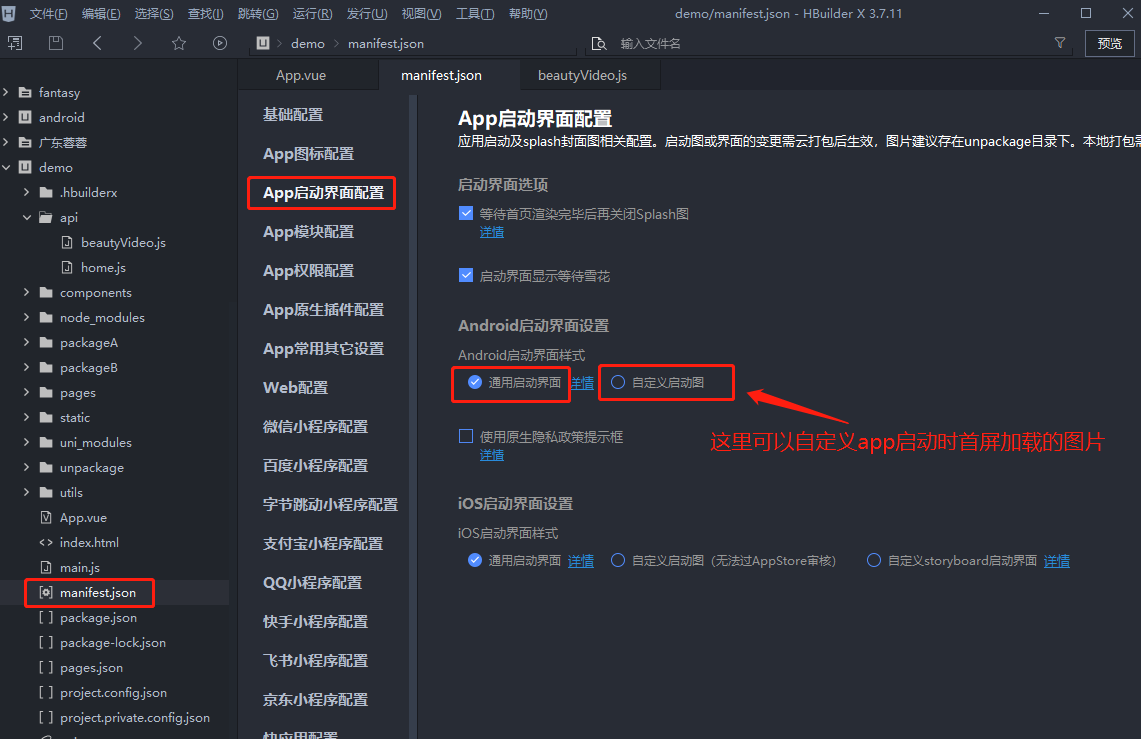 文件(F) 编辑(E) 选择(S) 查找(I) 跳转(G) 运行(R) 发行(U) 视图(V) 工具(T) 帮助(Y) demo/manifest.json - HBuilder X 3.7.11
demo manifest.json 输入文件名 预览
App.vue manifest.json beautyVideo.js
fantasy
android
广东蓉蓉
demo
.hbuilderx
api
beautyVideo.js
home.js
components
node_modules
packageA
packageB
pages
static
uni_modules
unpackage
utils
App.vue
index.html
main.js
manifest.json
package.json
package-lock.json
pages.json
project.config.json
project.private.config.json
基础配置
App图标配置
App启动界面配置
App模块配置
App权限配置
App原生插件配置
App常用其它设置
Web配置
微信小程序配置
百度小程序配置
字节跳动小程序配置
支付宝小程序配置
QQ小程序配置
快手小程序配置
飞书小程序配置
京东小程序配置
快应用配置
App启动界面配置
应用启动及splash封面图相关配置。启动图或界面的变更需云打包后生效，图片建议存在unpackage目录下。本地打包需
启动界面选项
等待首页渲染完毕后再关闭Splash图
详情
启动界面显示等待雪花
Android启动界面设置
Android启动界面样式
通用启动界面 详情 自定义启动图
使用原生隐私政策提示框
详情
这里可以自定义app启动时首屏加载的图片
iOS启动界面设置
iOS启动界面样式
通用启动界面 详情 自定义启动图（无法过AppStore审核） 自定义storyboard启动界面 详情